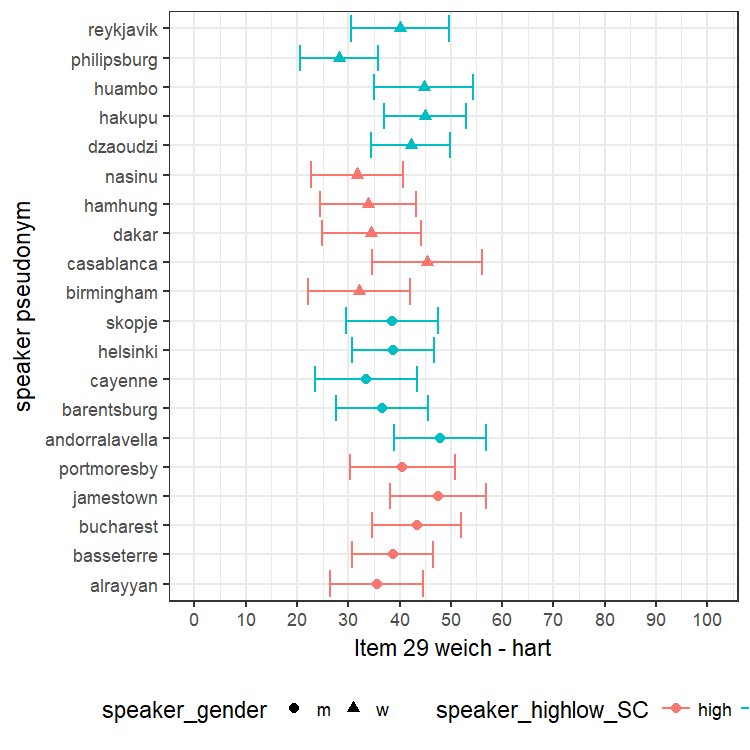 reykjavik
philipsburg
huambo
hakupu
dzaoudzi
nasinu
hamhung
dakar
casablanca
birmingham
skopje
helsinki
cayenne
barentsburg
andorralavella
portmoresby
jamestown
bucharest
basseterre
alrayyan
speaker pseudonym
0 10 20 30 40 50 60 70 80 90 100
Item 29 weich - hart
speaker_gender m w speaker_highlow_SC high